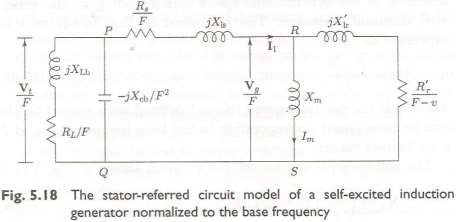 R_s
F
P
jX_ls
I_1
R
jX'_lr
V_t
F
jX_Lb
-jX_cb/F^2
R_L/F
V_g
F
X_m
I_m
R'_r
F-v
Q
S
Fig. 5.18 The stator-referred circuit model of a self-excited induction
generator normalized to the base frequency